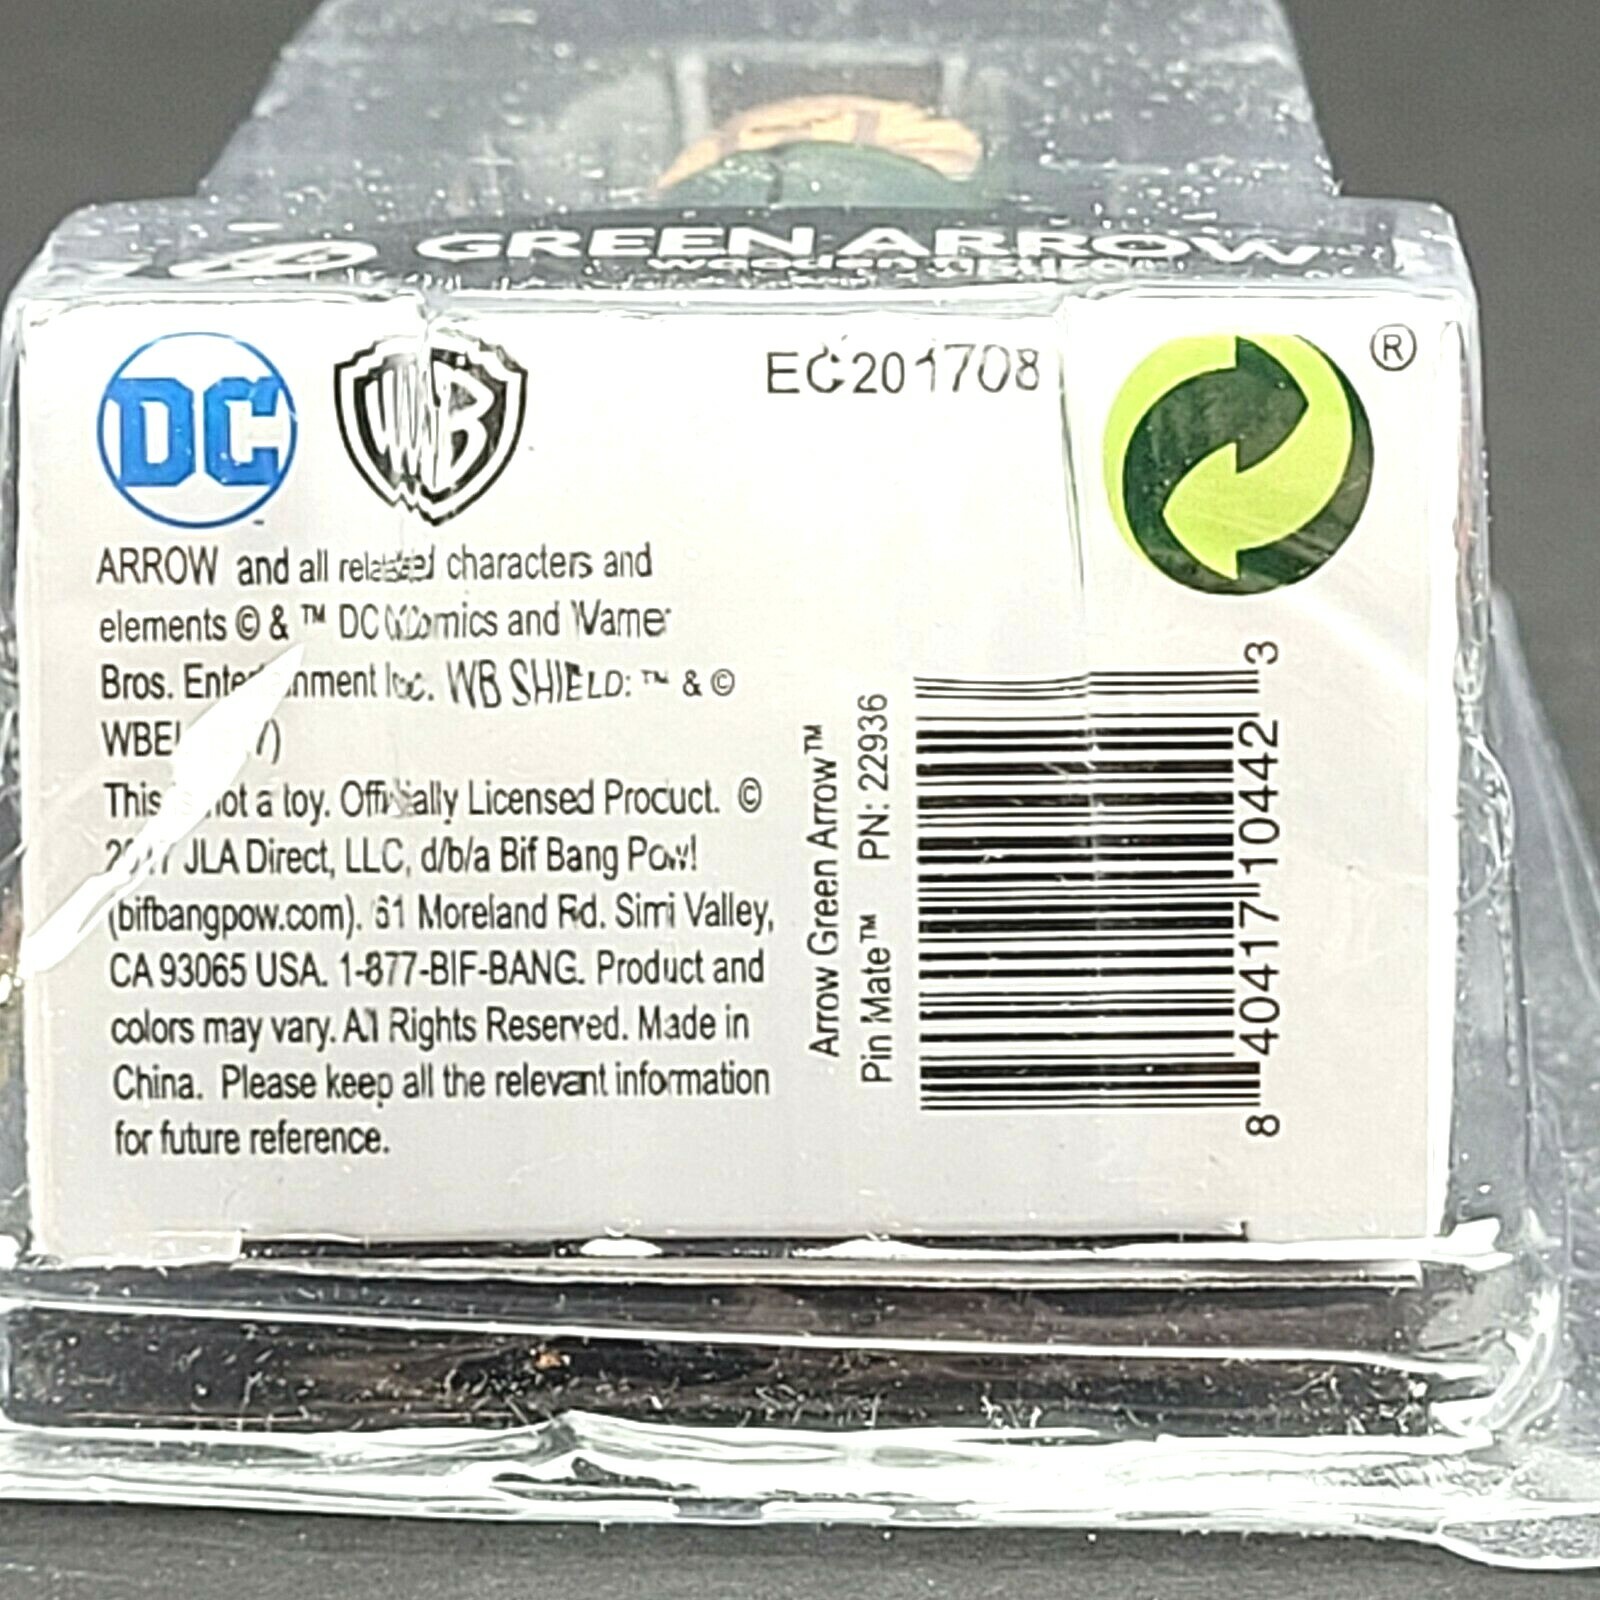 GREEN ARROW
wooden figure
DC
WB
EC201708
®
ARROW and all related characters and
elements © & ™ DC Comics and Warner
Bros. Entertainment Inc. WB SHIELD: ™ & ©
This is not a toy. Officially Licensed Product. ©
2017 JLA Direct, LLC, d/b/a Bif Bang Pow!
(bifbangpow.com). 61 Moreland Rd. Simi Valley,
CA 93065 USA. 1-877-BIF-BANG. Product and
colors may vary. All Rights Reserved. Made in
China. Please keep all the relevant information
for future reference.
Arrow Green Arrow™
Pin Mate™ PN: 22936
8 40417 10442 3